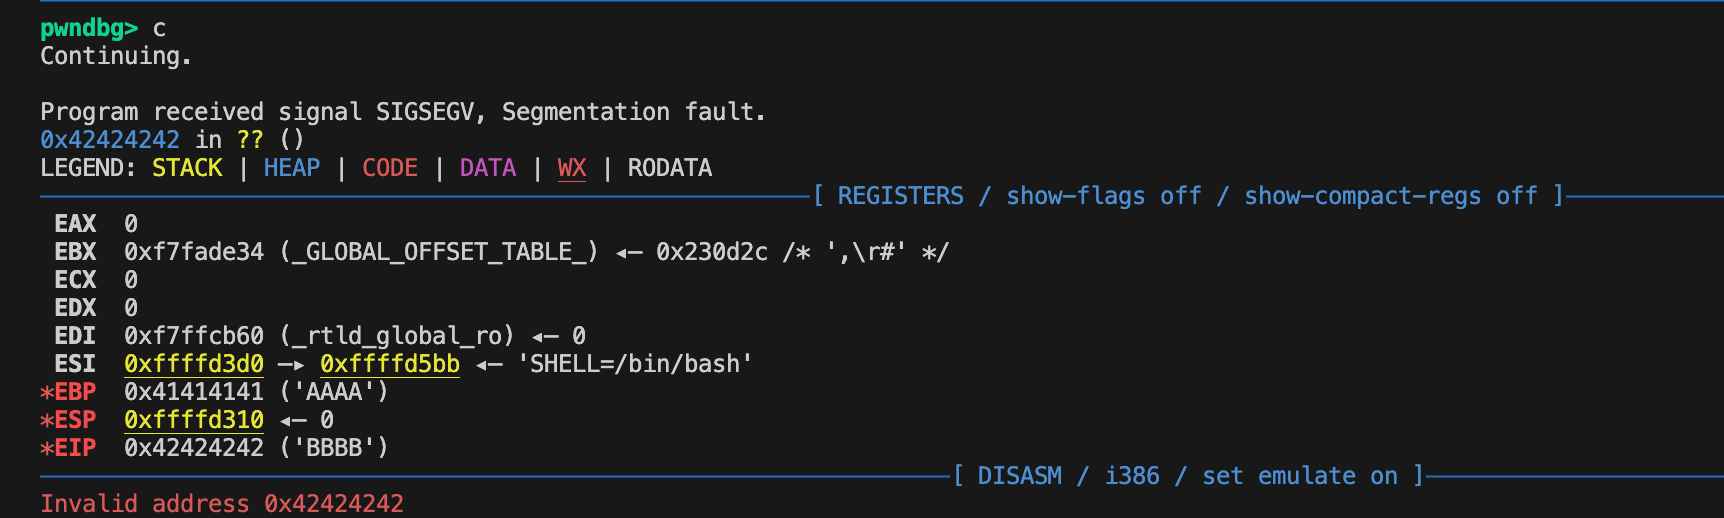 pwndbg> c
Continuing.
Program received signal SIGSEGV, Segmentation fault.
0x42424242 in ?? ()
LEGEND: STACK | HEAP | CODE | DATA | WX | RODATA
[ REGISTERS / show-flags off / show-compact-regs off ]
EAX  0
EBX  0xf7fade34 (_GLOBAL_OFFSET_TABLE_) ◂— 0x230d2c /* ',\r#' */
ECX  0
EDX  0
EDI  0xf7ffcb60 (_rtld_global_ro) ◂— 0
ESI  0xffffd3d0 —▸ 0xffffd5bb ◂— 'SHELL=/bin/bash'
*EBP  0x41414141 ('AAAA')
*ESP  0xffffd310 ◂— 0
*EIP  0x42424242 ('BBBB')
[ DISASM / i386 / set emulate on ]
Invalid address 0x42424242